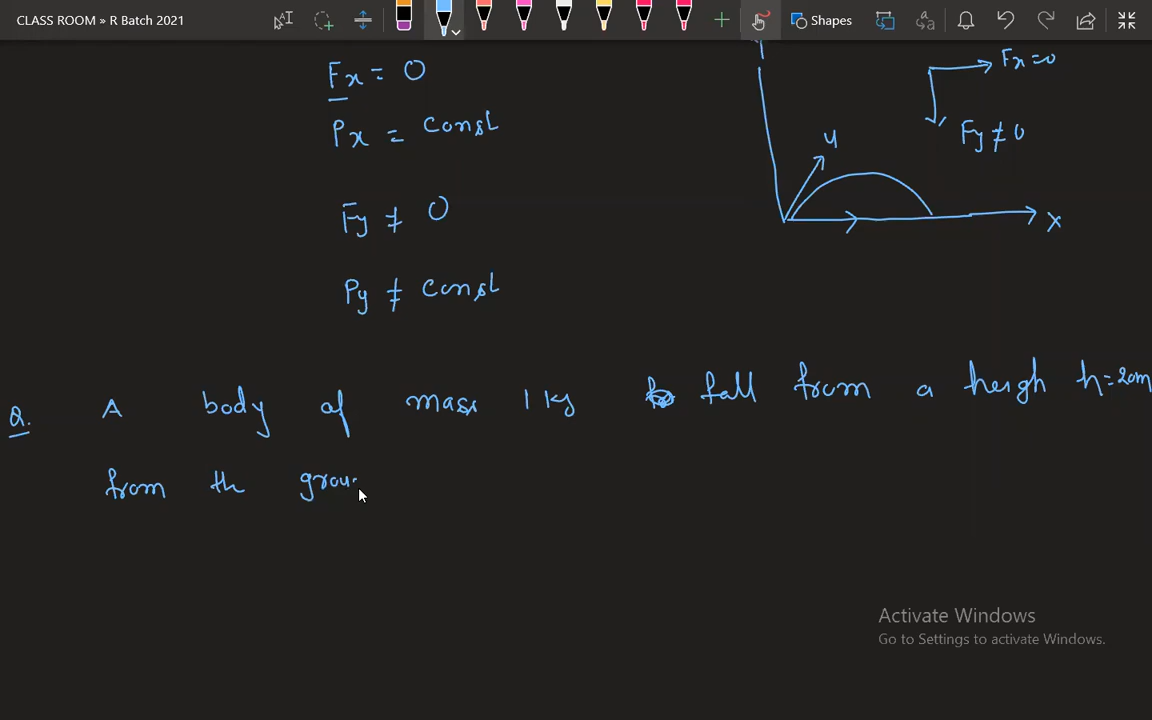 CLASS ROOM » R Batch 2021
Shapes
Fx = 0
Px = Const
Fy ≠ 0
Py ≠ Const
Fx = 0
Fy ≠ 0
u
X
Q. A body of mass 1 kg fall from a heigh h = 20m
from th grou
Activate Windows
Go to Settings to activate Windows.